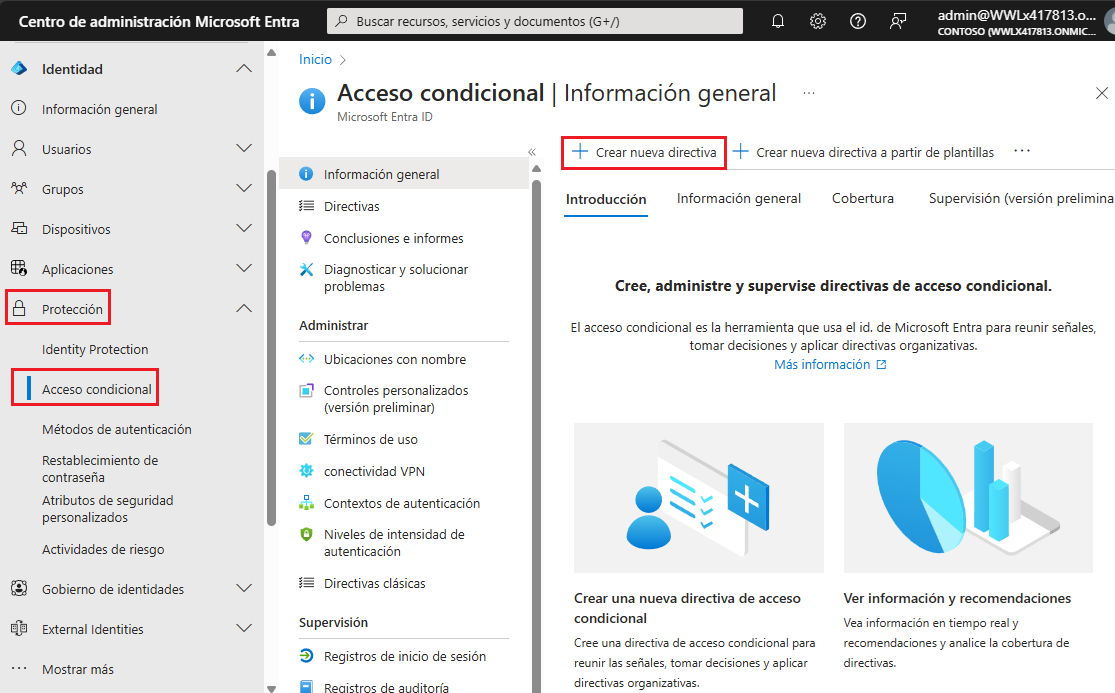 Centro de administración Microsoft Entra
Buscar recursos, servicios y documentos (G+/)
admin@WWLx417813.o...
CONTOSO (WWLX417813.ONMIC...
Identidad
Información general
Usuarios
Grupos
Dispositivos
Aplicaciones
Protección
Identity Protection
Acceso condicional
Métodos de autenticación
Restablecimiento de
contraseña
Atributos de seguridad
personalizados
Actividades de riesgo
Gobierno de identidades
External Identities
Mostrar más
Inicio
Acceso condicional | Información general
Microsoft Entra ID
Información general
Directivas
Conclusiones e informes
Diagnosticar y solucionar
problemas
Administrar
Ubicaciones con nombre
Controles personalizados
(versión preliminar)
Términos de uso
conectividad VPN
Contextos de autenticación
Niveles de intensidad de
autenticación
Directivas clásicas
Supervisión
Registros de inicio de sesión
Registros de auditoría
Crear nueva directiva
Crear nueva directiva a partir de plantillas
Introducción
Información general
Cobertura
Supervisión (versión prelimina
Cree, administre y supervise directivas de acceso condicional.
El acceso condicional es la herramienta que usa el id. de Microsoft Entra para reunir señales,
tomar decisiones y aplicar directivas organizativas.
Más información
Crear una nueva directiva de acceso
condicional
Cree una directiva de acceso condicional para
reunir las señales, tomar decisiones y aplicar
directivas organizativas.
Ver información y recomendaciones
Vea información en tiempo real y
recomendaciones y analice la cobertura de
directivas.